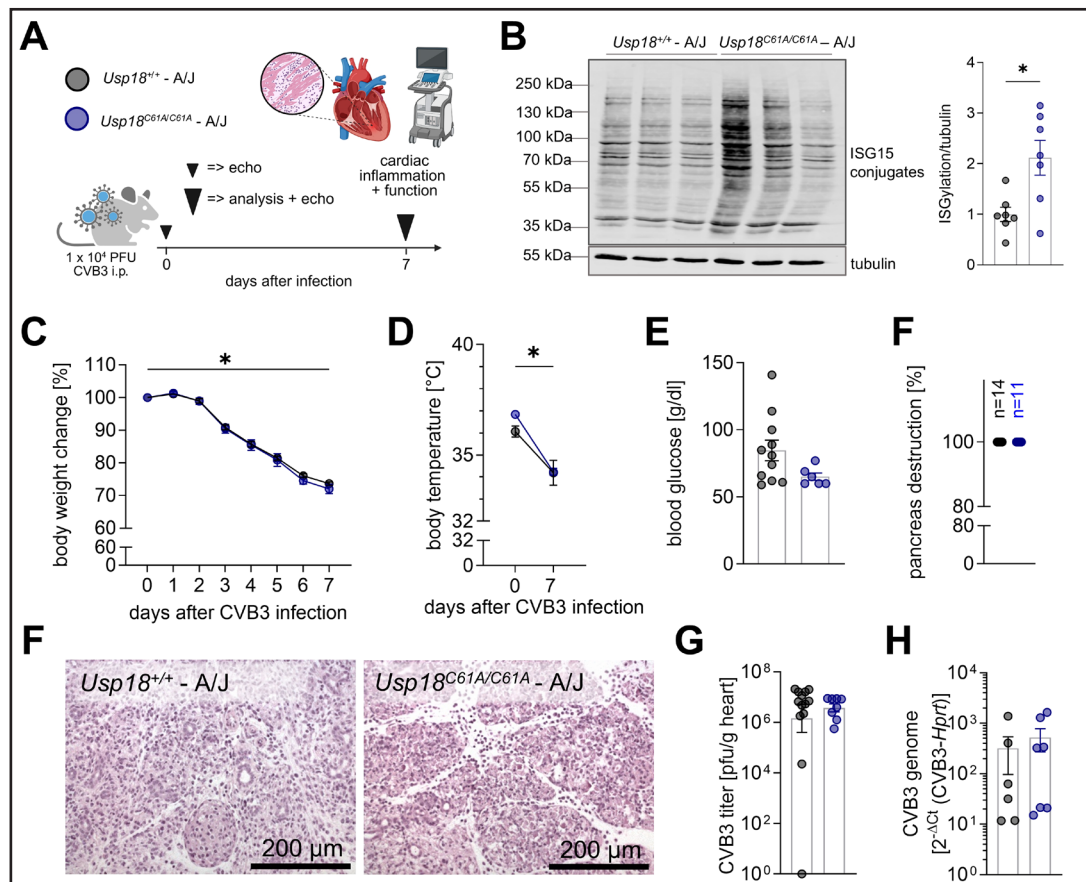 A
Usp18+/+ - A/J
Usp18C61A/C61A - A/J
=> echo
=> analysis + echo
cardiac
inflammation
+ function
1 x 10⁴ PFU
CVB3 i.p.
0
7
days after infection
B
Usp18+/+ - A/J
Usp18C61A/C61A – A/J
250 kDa
130 kDa
100 kDa
70 kDa
55 kDa
35 kDa
55 kDa
ISG15
conjugates
tubulin
ISGylation/tubulin
4
3
2
1
0
*
C
body weight change [%]
110
100
90
80
70
60
60
0
*
0 1 2 3 4 5 6 7
days after CVB3 infection
D
body temperature [°C]
40
36
34
32
32
0
*
0 7
days after CVB3 infection
E
blood glucose [g/dl]
150
100
50
0
F
pancreas destruction [%]
n=14
n=11
100
80
80
0
F
Usp18+/+ - A/J
200 µm
Usp18C61A/C61A - A/J
200 µm
G
CVB3 titer [pfu/g heart]
10⁸
10⁶
10⁴
10²
10⁰
H
CVB3 genome
[2-ΔCt (CVB3-Hprt)]
10⁴
10³
10²
10¹
10⁰